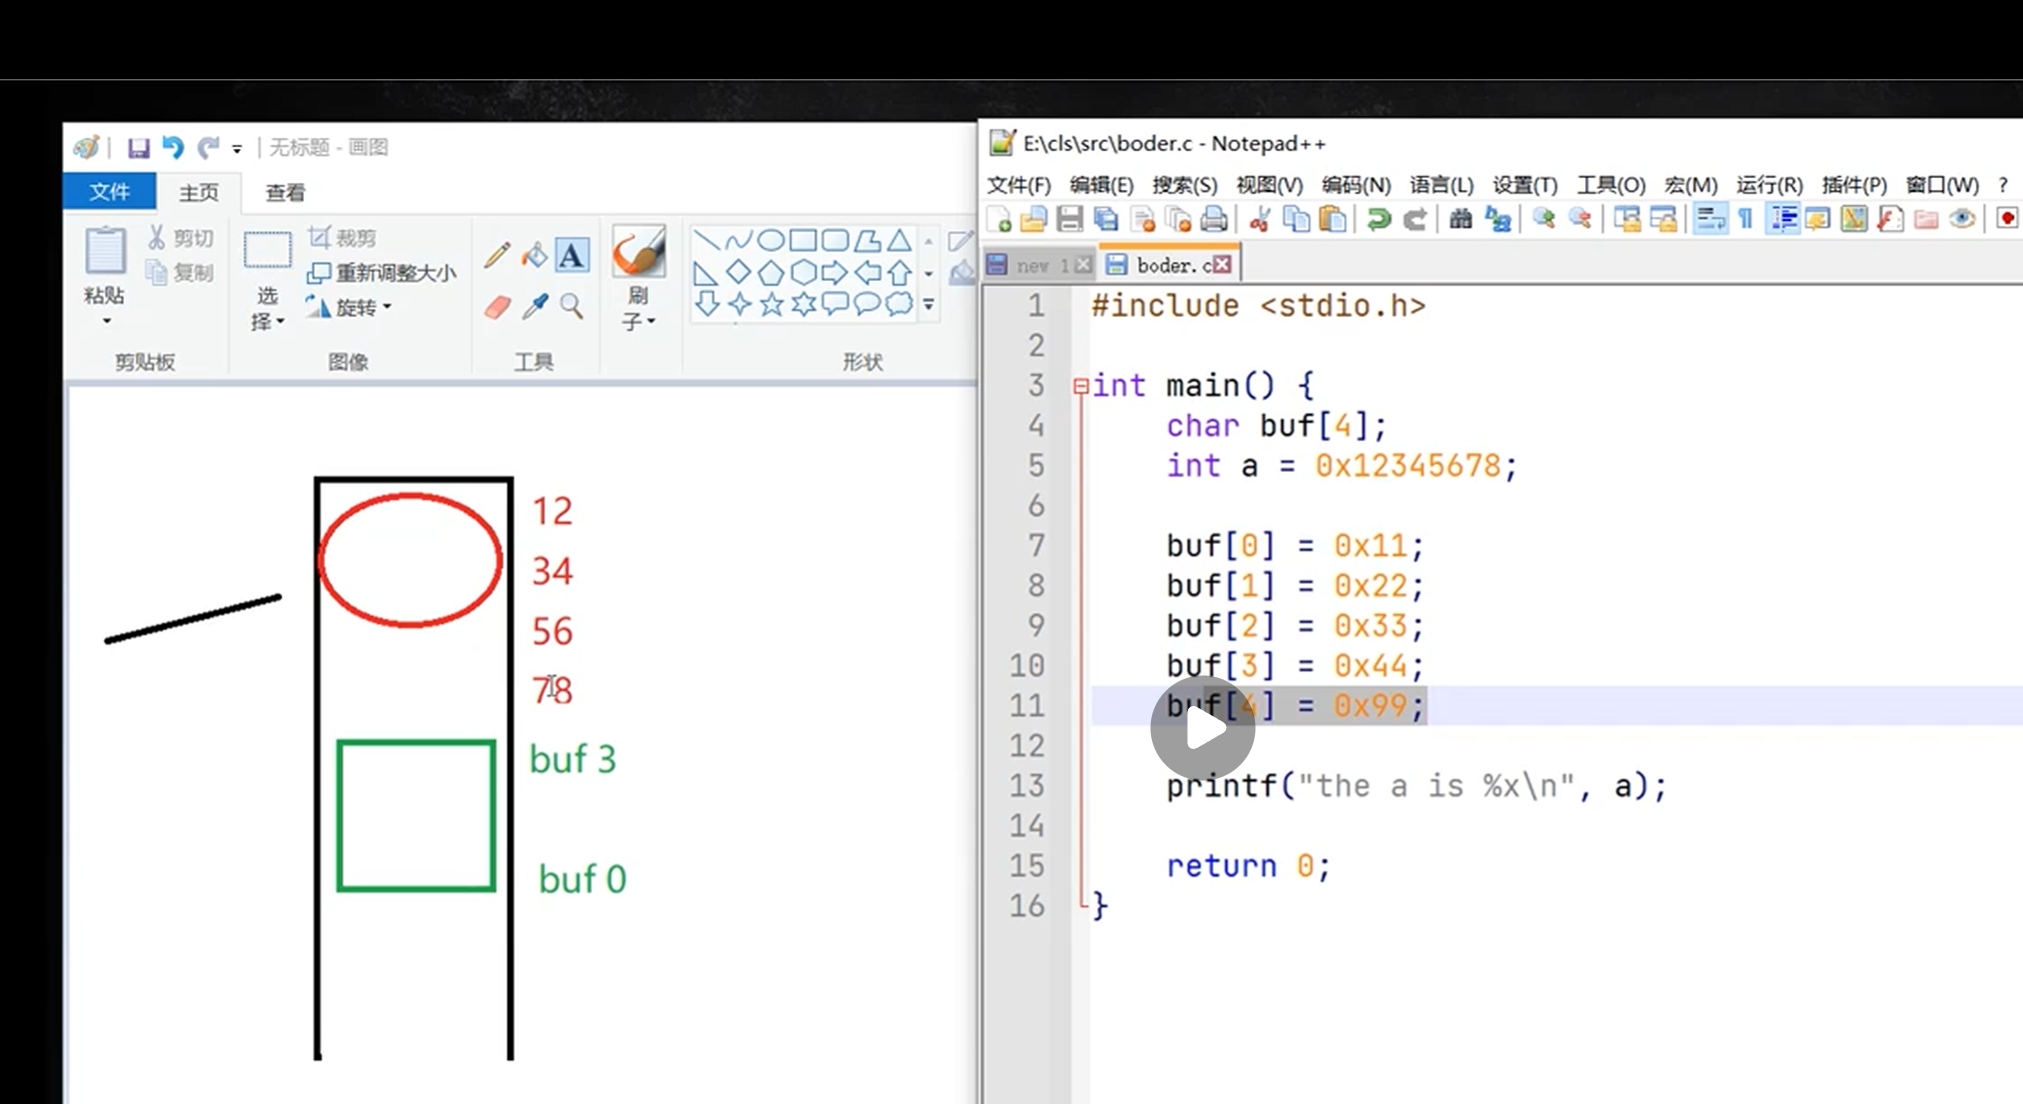 无标题 - 画图
文件 主页 查看
粘贴
剪切
复制
剪贴板
选择
裁剪
重新调整大小
旋转
图像
A
工具
刷子
形状
12
34
56
78
buf 3
buf 0
E:\cls\src\boder.c - Notepad++
文件(F) 编辑(E) 搜索(S) 视图(V) 编码(N) 语言(L) 设置(T) 工具(O) 宏(M) 运行(R) 插件(P) 窗口(W) ?
new 1 boder.c
1 #include <stdio.h>
2
3 int main() {
4 char buf[4];
5 int a = 0x12345678;
6
7 buf[0] = 0x11;
8 buf[1] = 0x22;
9 buf[2] = 0x33;
10 buf[3] = 0x44;
11 buf[4] = 0x99;
12
13 printf("the a is %x\n", a);
14
15 return 0;
16 }